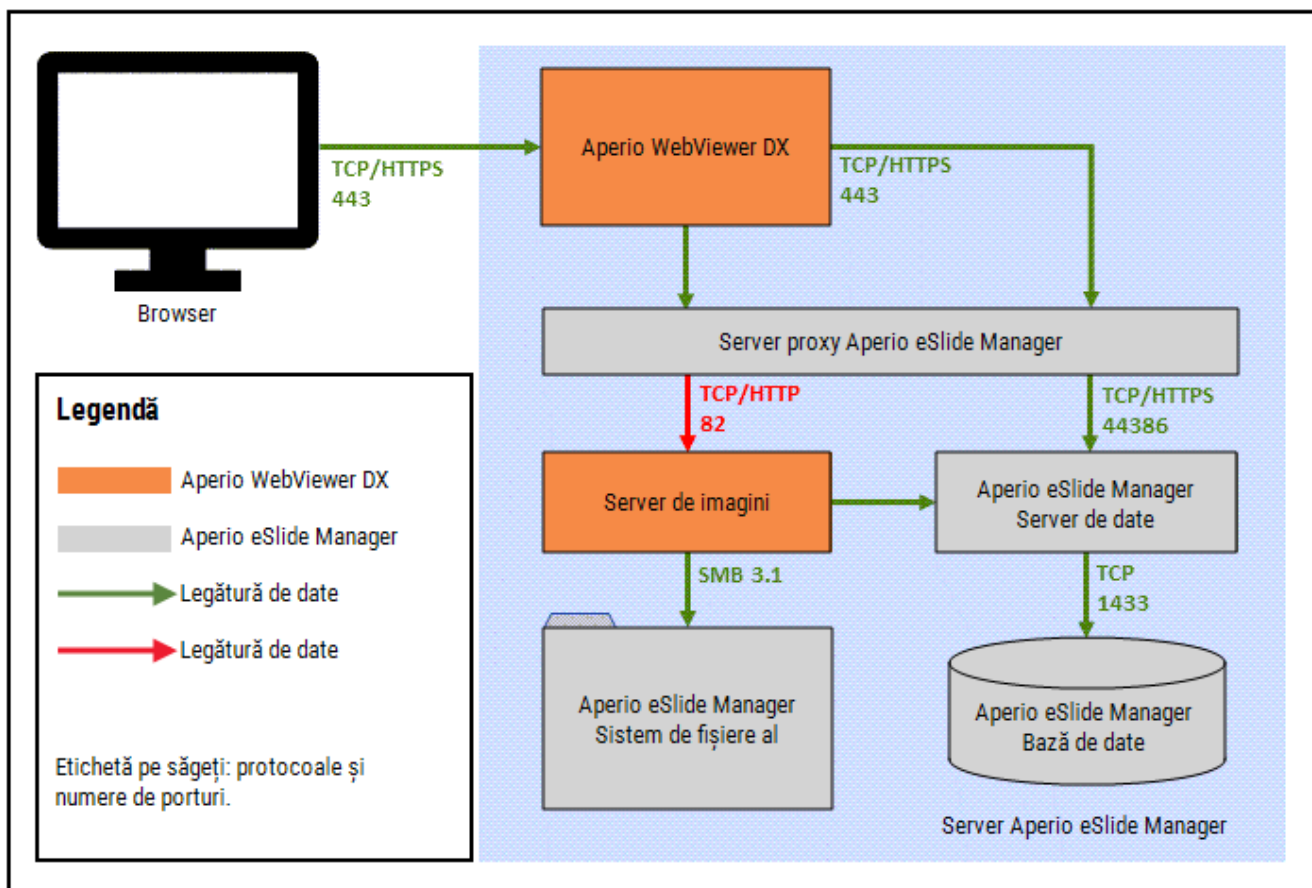 Aperio WebViewer DX
TCP/HTTPS
443
TCP/HTTPS
443
Browser
Server proxy Aperio eSlide Manager
TCP/HTTP
82
TCP/HTTPS
44386
Server de imagini
Aperio eSlide Manager
Server de date
SMB 3.1
TCP
1433
Aperio eSlide Manager
Sistem de fișiere al
Aperio eSlide Manager
Bază de date
Server Aperio eSlide Manager
Legendă
Aperio WebViewer DX
Aperio eSlide Manager
Legătură de date
Legătură de date
Etichetă pe săgeți: protocoale și
numere de porturi.